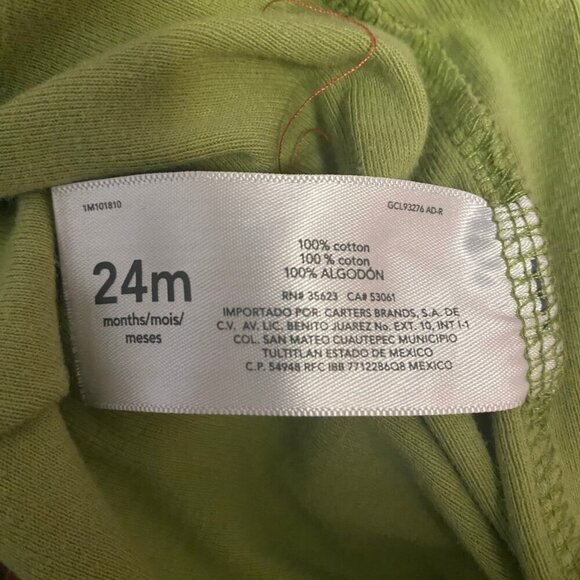 1M101810
GCL93276 AD-R
24m
months/mois/
meses
100% cotton
100 % coton
100% ALGODÓN
RN# 35623 CA# 53061
IMPORTADO POR: CARTERS BRANDS, S.A. DE
C.V. AV. LIC. BENITO JUAREZ No. EXT. 10, INT I-1
COL. SAN MATEO CUAUTEPEC MUNICIPIO
TULTITLAN ESTADO DE MEXICO
C.P. 54948 RFC IBB 7712286Q8 MEXICO